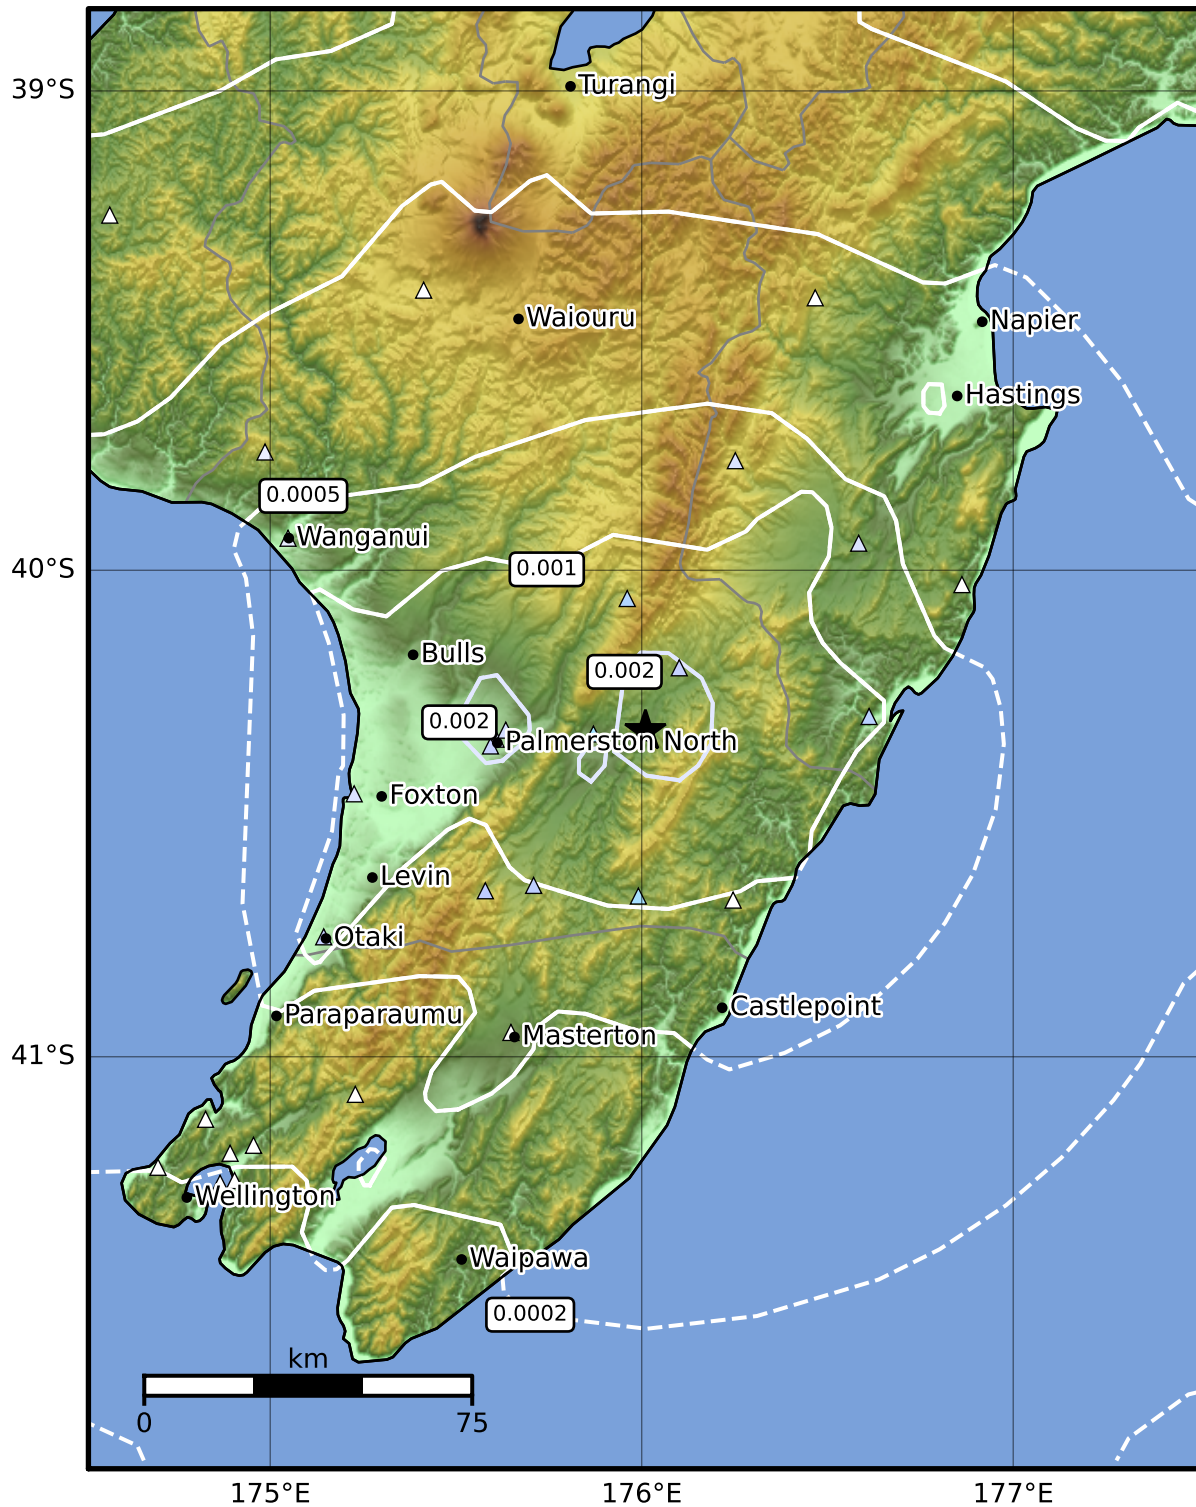 39°S
Turangi
Waiouru
Napier
Hastings
0.0005
Wanganui
40°S
0.001
Bulls
0.002
0.002
Palmerston North
Foxton
Levin
Otaki
Paraparaumu
Castlepoint
Masterton
41°S
Wellington
Waipawa
0.0002
km
0 75
175°E 176°E 177°E